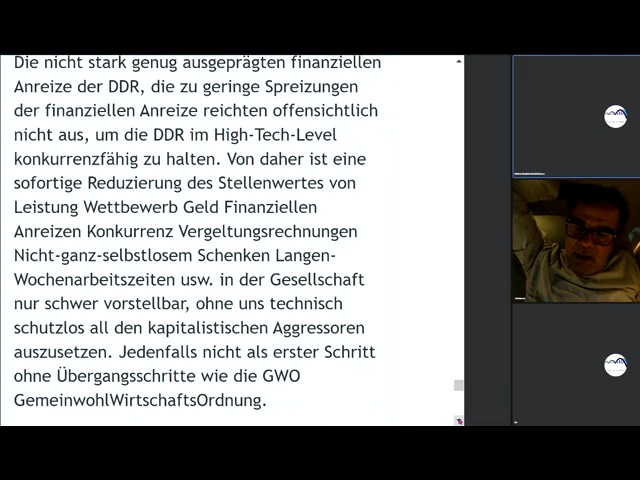 Die nicht stark genug ausgeprägten finanziellen
Anreize der DDR, die zu geringe Spreizungen
der finanziellen Anreize reichten offensichtlich
nicht aus, um die DDR im High-Tech-Level
konkurrenzfähig zu halten. Von daher ist eine
sofortige Reduzierung des Stellenwertes von
Leistung Wettbewerb Geld Finanziellen
Anreizen Konkurrenz Vergeltungsrechnungen
Nicht-ganz-selbstlosem Schenken Langen-
Wochenarbeitszeiten usw. in der Gesellschaft
nur schwer vorstellbar, ohne uns technisch
schutzlos all den kapitalistischen Aggressoren
auszusetzen. Jedenfalls nicht als erster Schritt
ohne Übergangsschritte wie die GWO
GemeinwohlWirtschaftsOrdnung.